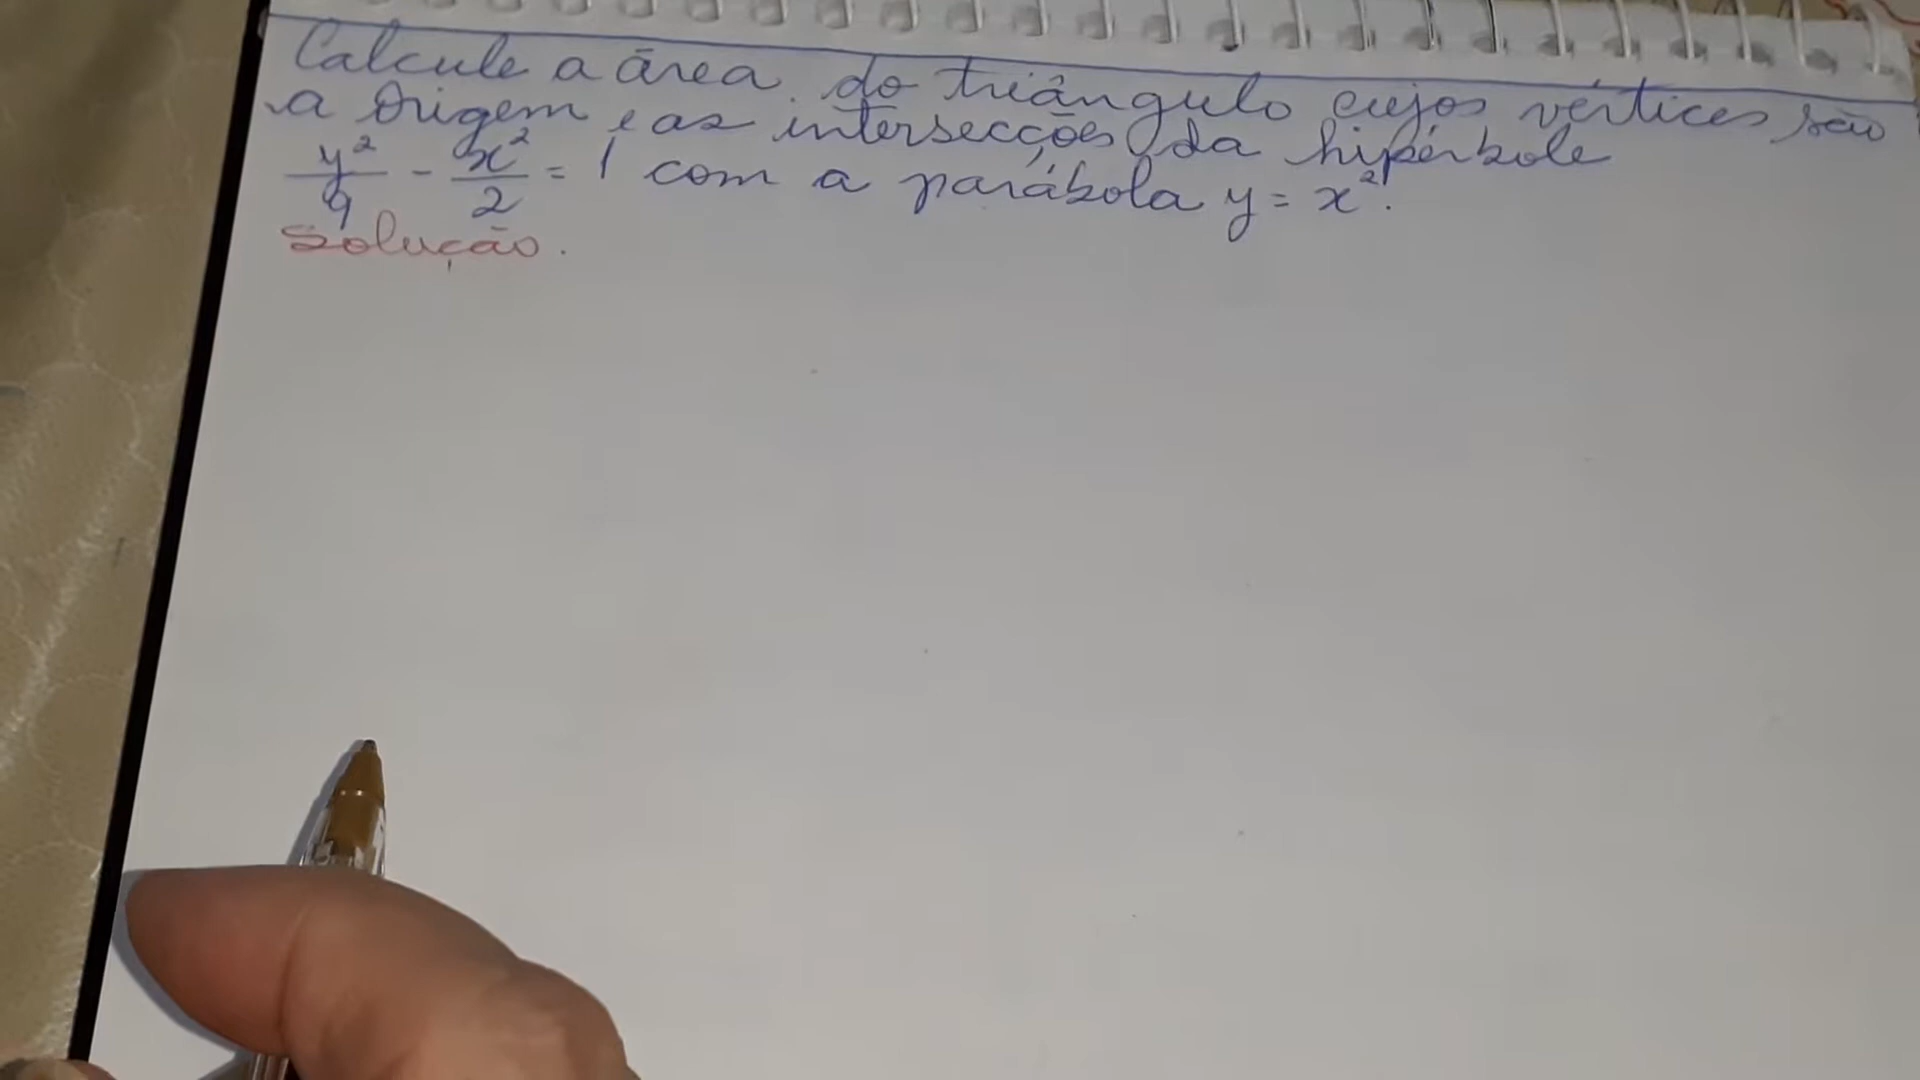 Calcule a área do triângulo cujos vértices são
a origem e as intersecções da hipérbole
y²/9 - x²/2 = 1 com a parábola y = x².
Solução.